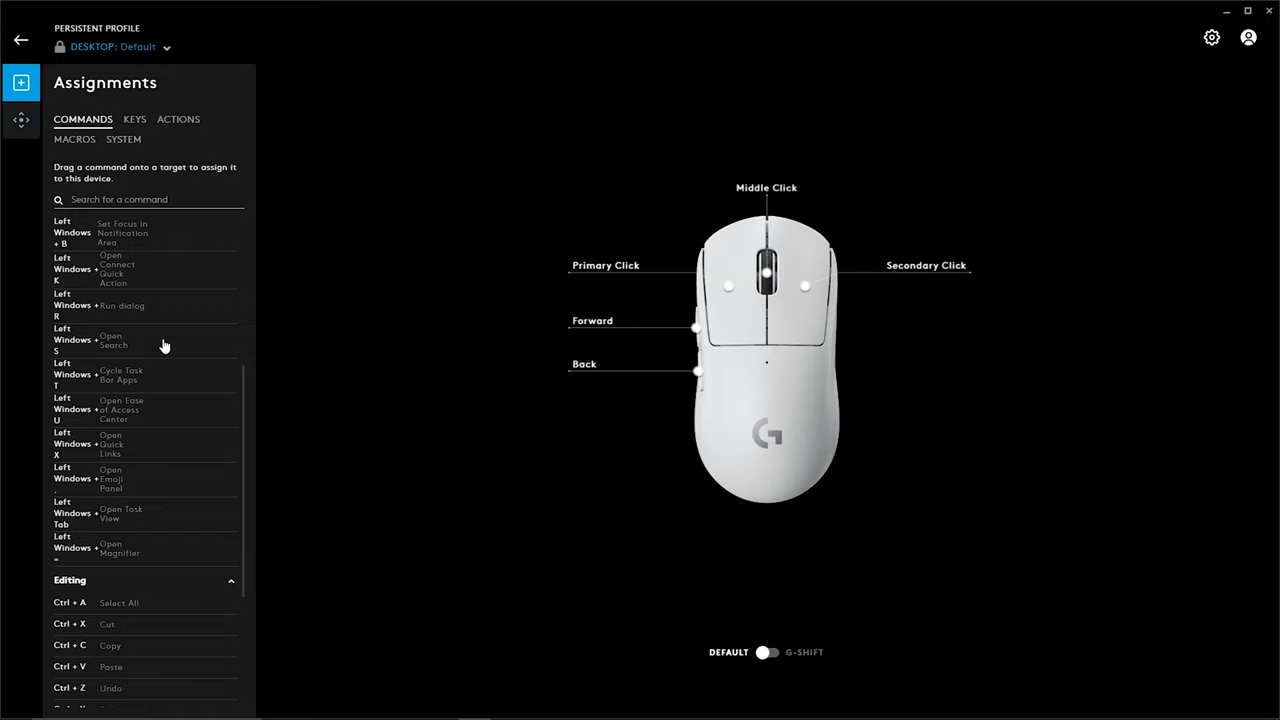 PERSISTENT PROFILE
DESKTOP: Default
Assignments
COMMANDS KEYS ACTIONS
MACROS SYSTEM
Drag a command onto a target to assign it
to this device.
Search for a command
Left
Windows
+ B
Set Focus in
Notification
Area
Left
Windows +
K
Open
Connect
Quick
Action
Left
Windows +
R
Run dialog
Left
Windows +
S
Open
Search
Left
Windows +
T
Cycle Task
Bar Apps
Left
Windows +
U
Open Ease
of Access
Center
Left
Windows +
X
Open
Quick
Links
Left
Windows +
.
Open
Emoji
Panel
Left
Windows +
Tab
Open Task
View
Left
Windows +
=
Open
Magnifier
Editing
Ctrl + A Select All
Ctrl + X Cut
Ctrl + C Copy
Ctrl + V Paste
Ctrl + Z Undo
Middle Click
Primary Click
Secondary Click
Forward
Back
G
DEFAULT G-SHIFT